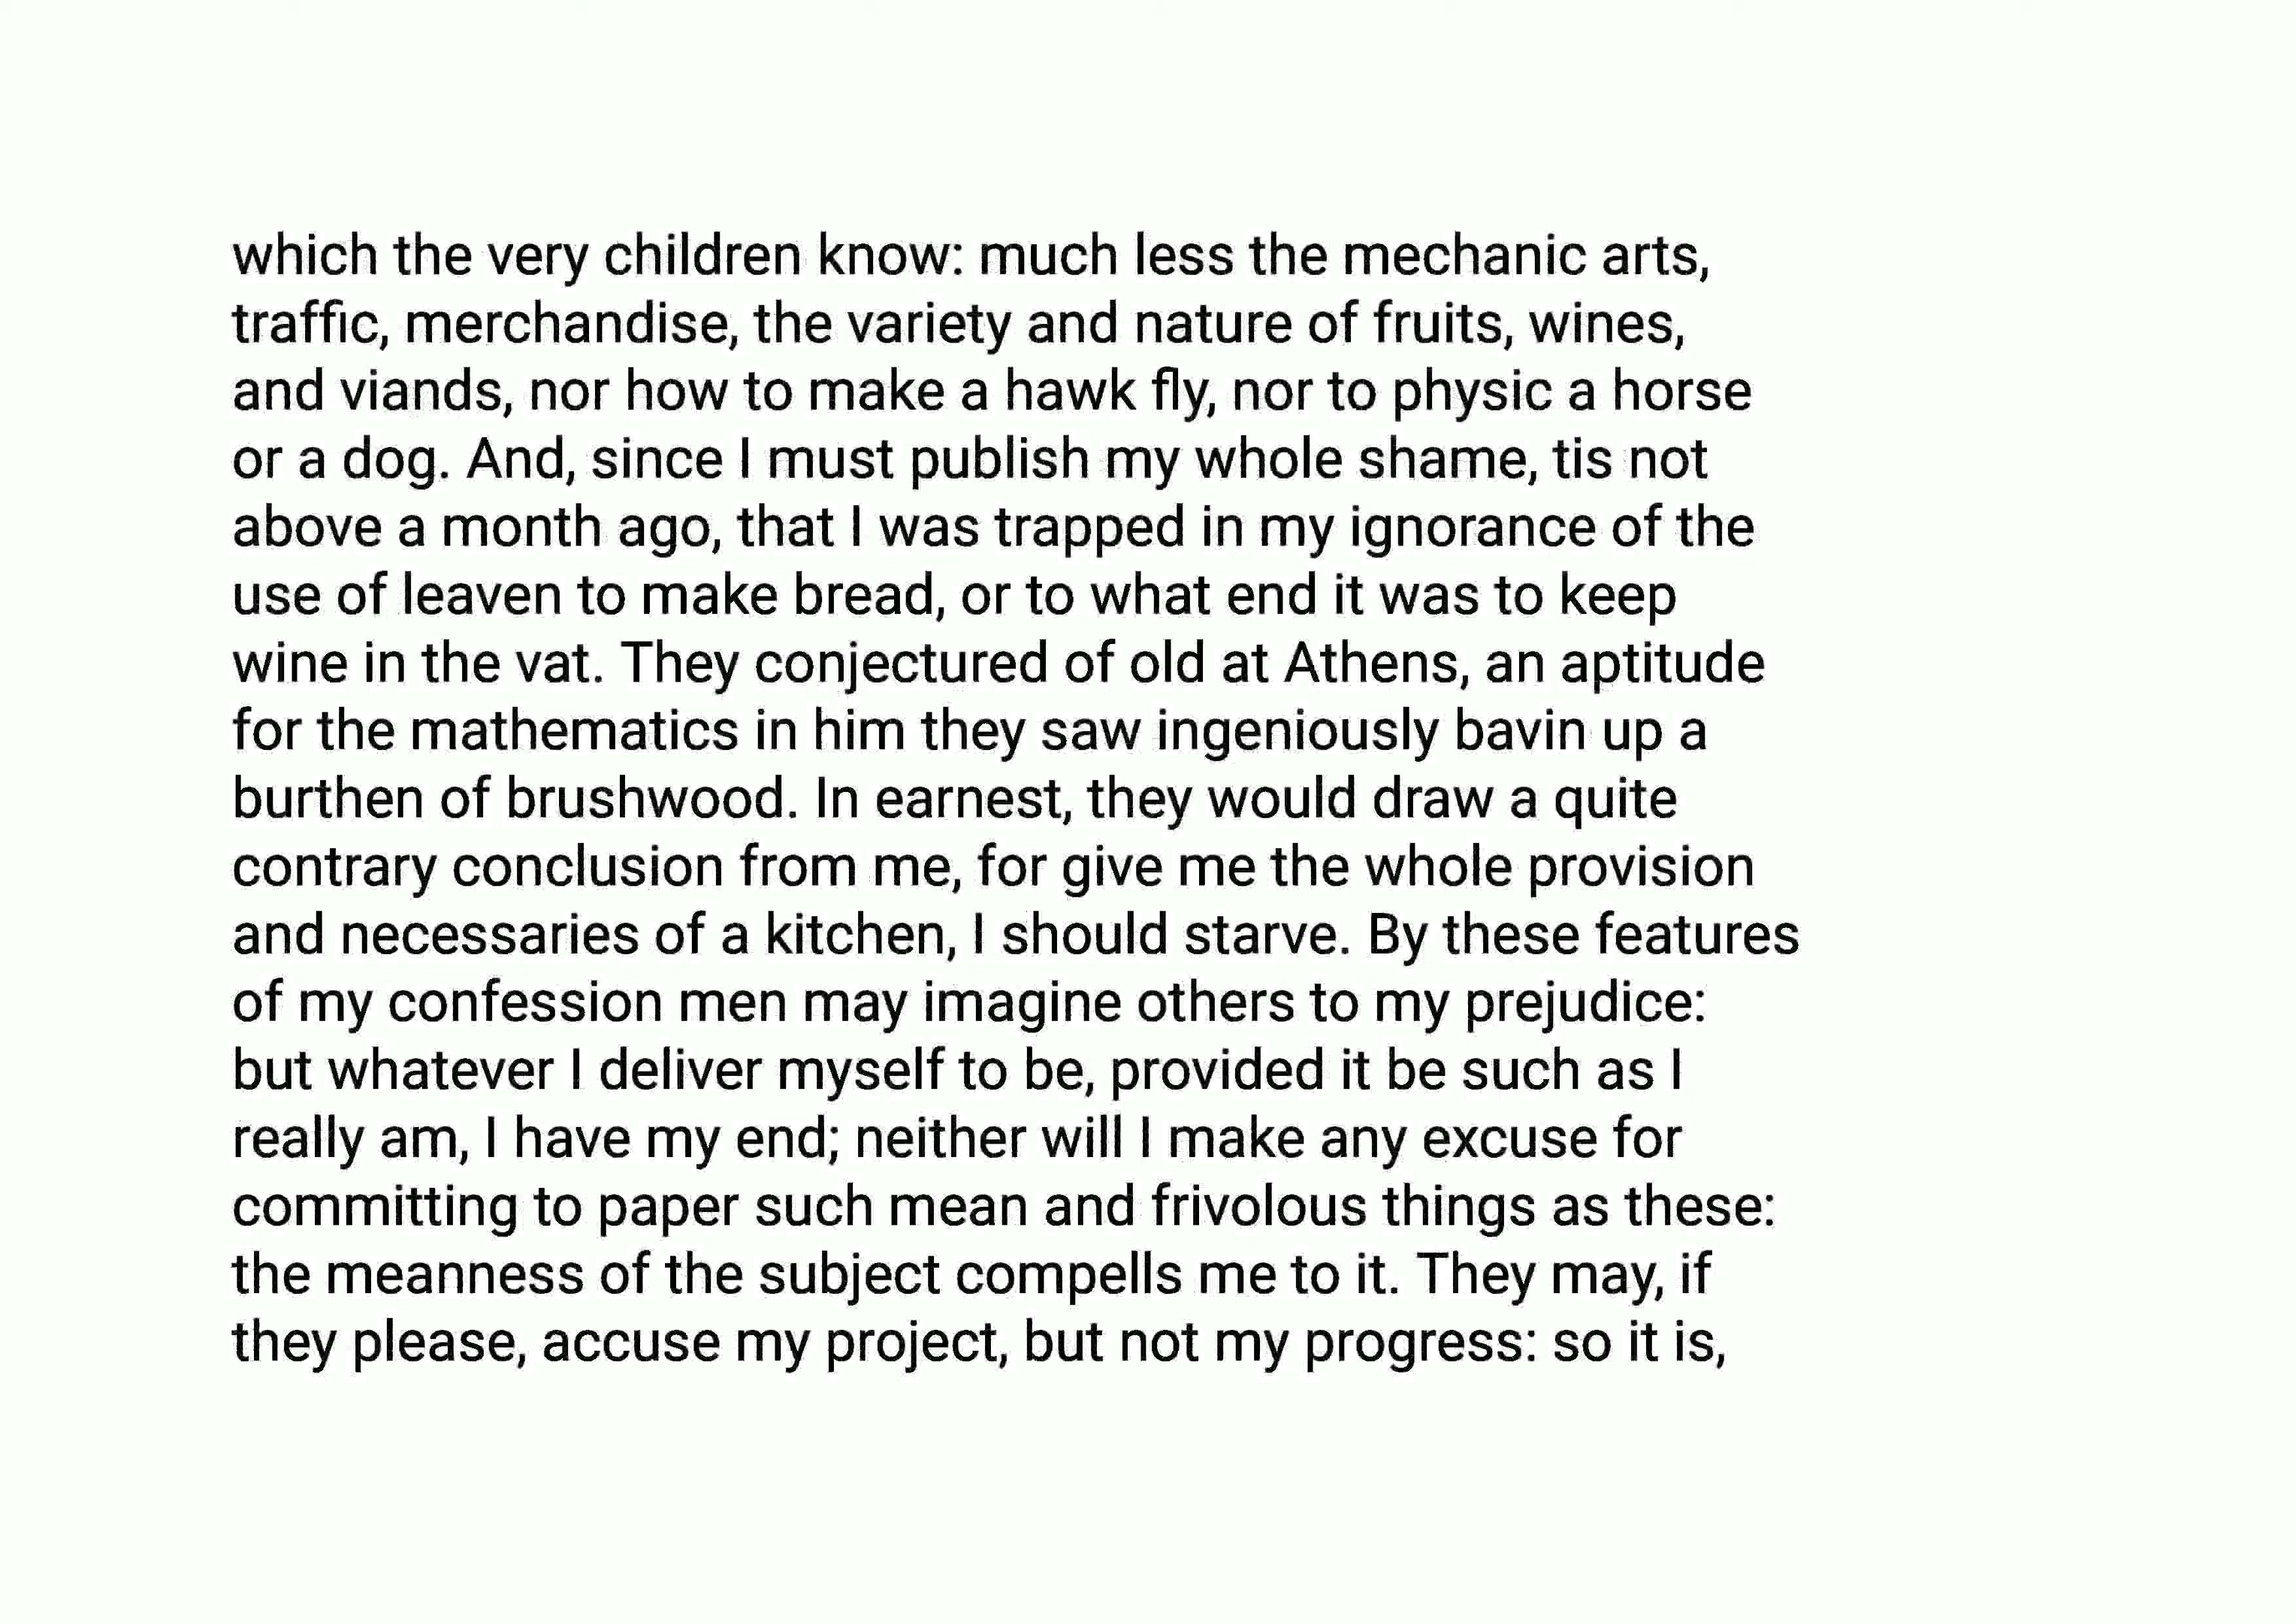 which the very children know: much less the mechanic arts,
traffic, merchandise, the variety and nature of fruits, wines,
and viands, nor how to make a hawk fly, nor to physic a horse
or a dog. And, since I must publish my whole shame, tis not
above a month ago, that I was trapped in my ignorance of the
use of leaven to make bread, or to what end it was to keep
wine in the vat. They conjectured of old at Athens, an aptitude
for the mathematics in him they saw ingeniously bavin up a
burthen of brushwood. In earnest, they would draw a quite
contrary conclusion from me, for give me the whole provision
and necessaries of a kitchen, I should starve. By these features
of my confession men may imagine others to my prejudice:
but whatever I deliver myself to be, provided it be such as I
really am, I have my end; neither will I make any excuse for
committing to paper such mean and frivolous things as these:
the meanness of the subject compells me to it. They may, if
they please, accuse my project, but not my progress: so it is,